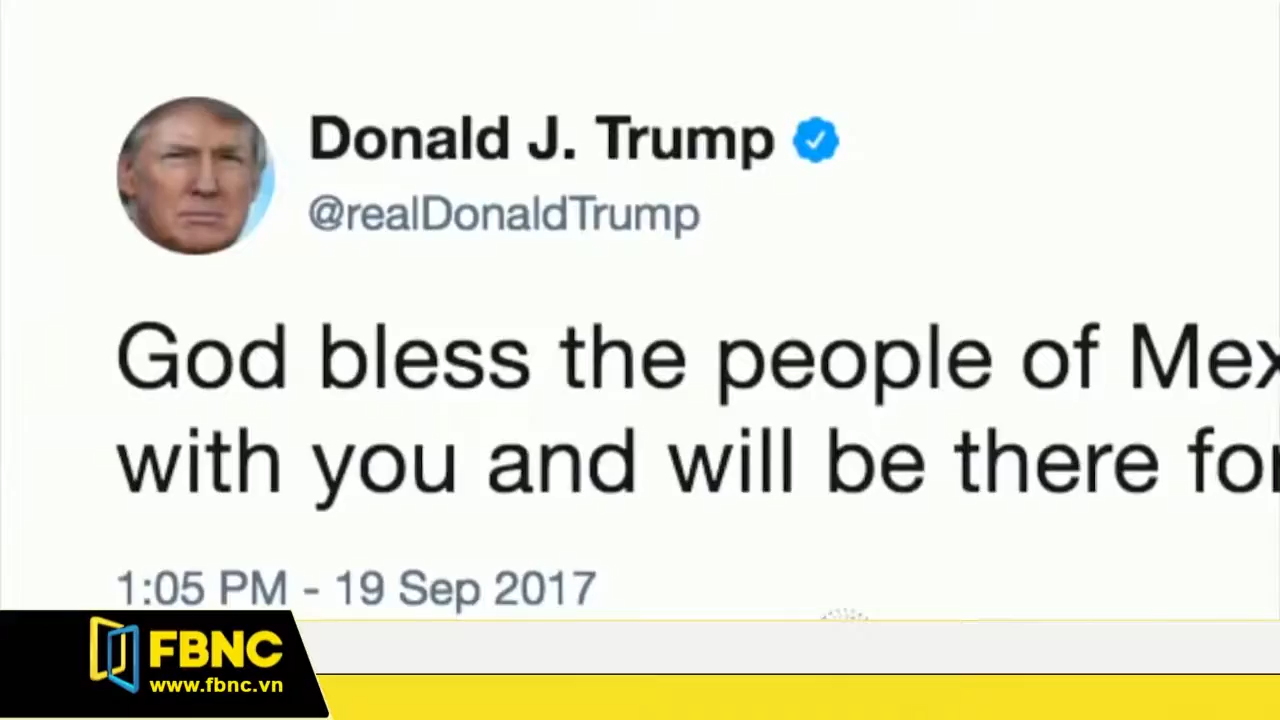 Donald J. Trump
@realDonaldTrump
God bless the people of Mex
with you and will be there for
1:05 PM - 19 Sep 2017
FBNC
www.fbnc.vn